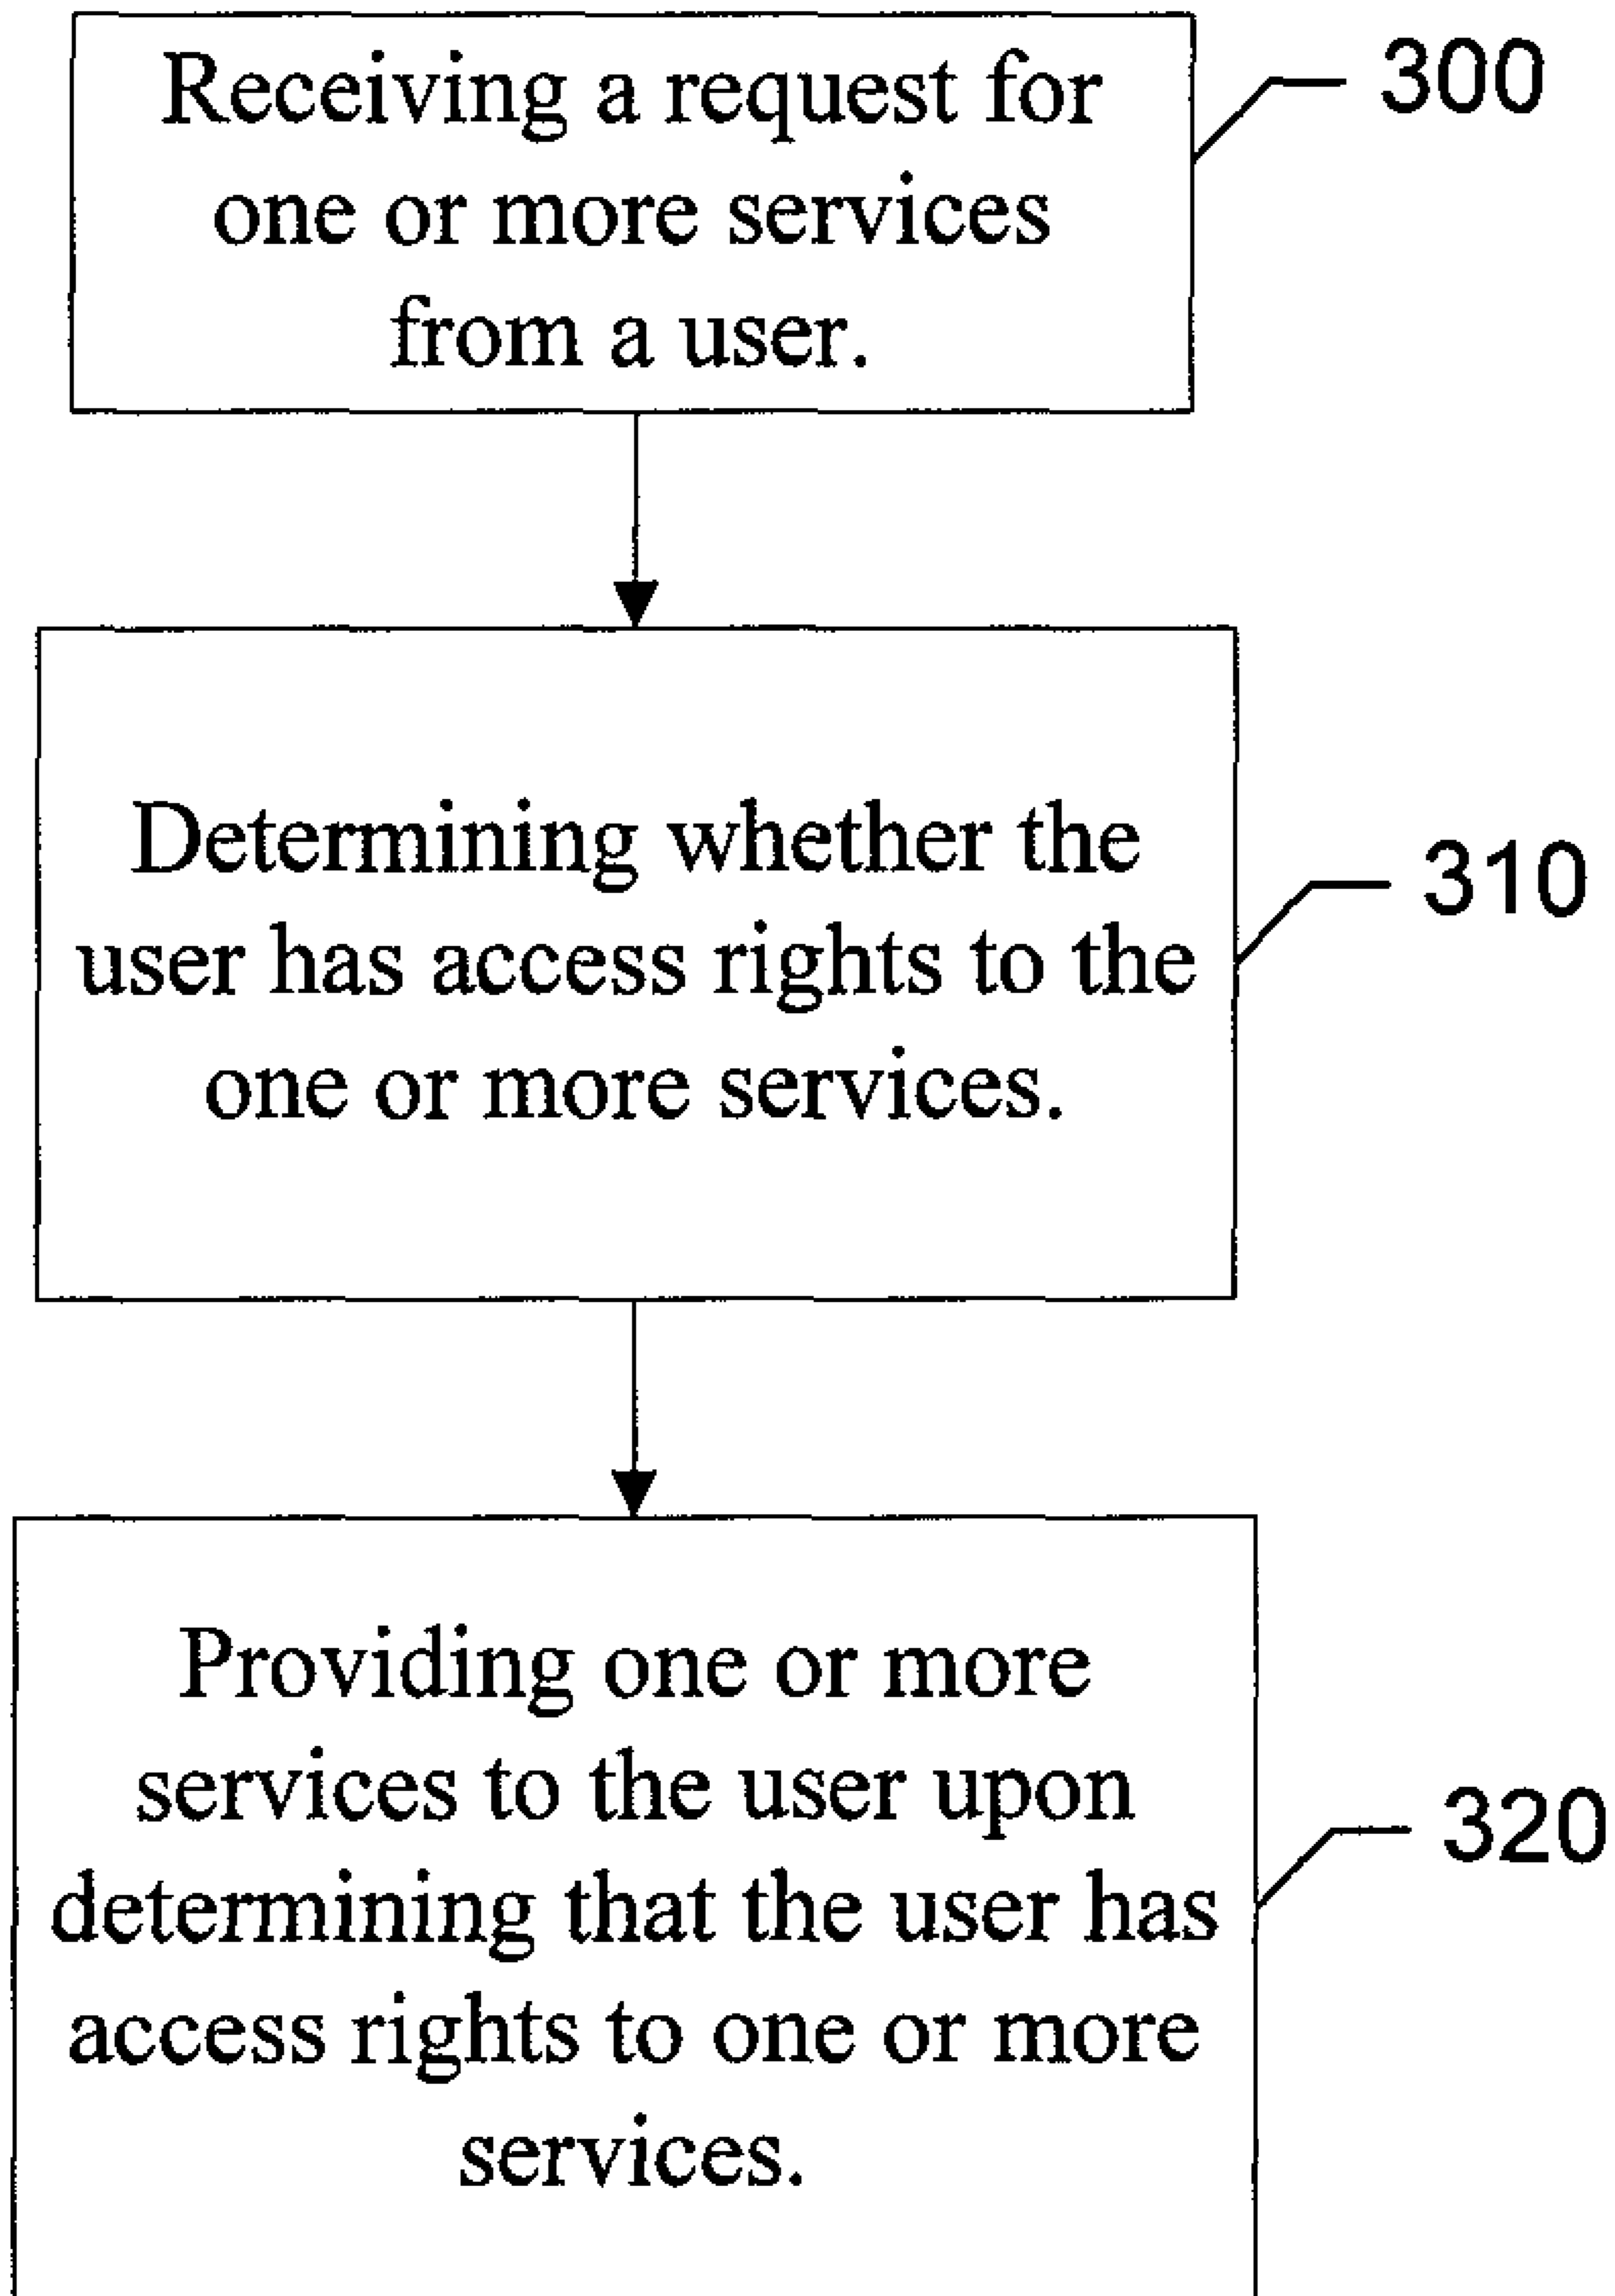 Receiving a request for
one or more services
from a user.
300
Determining whether the
user has access rights to the
one or more services.
310
Providing one or more
services to the user upon
determining that the user has
access rights to one or more
services.
320